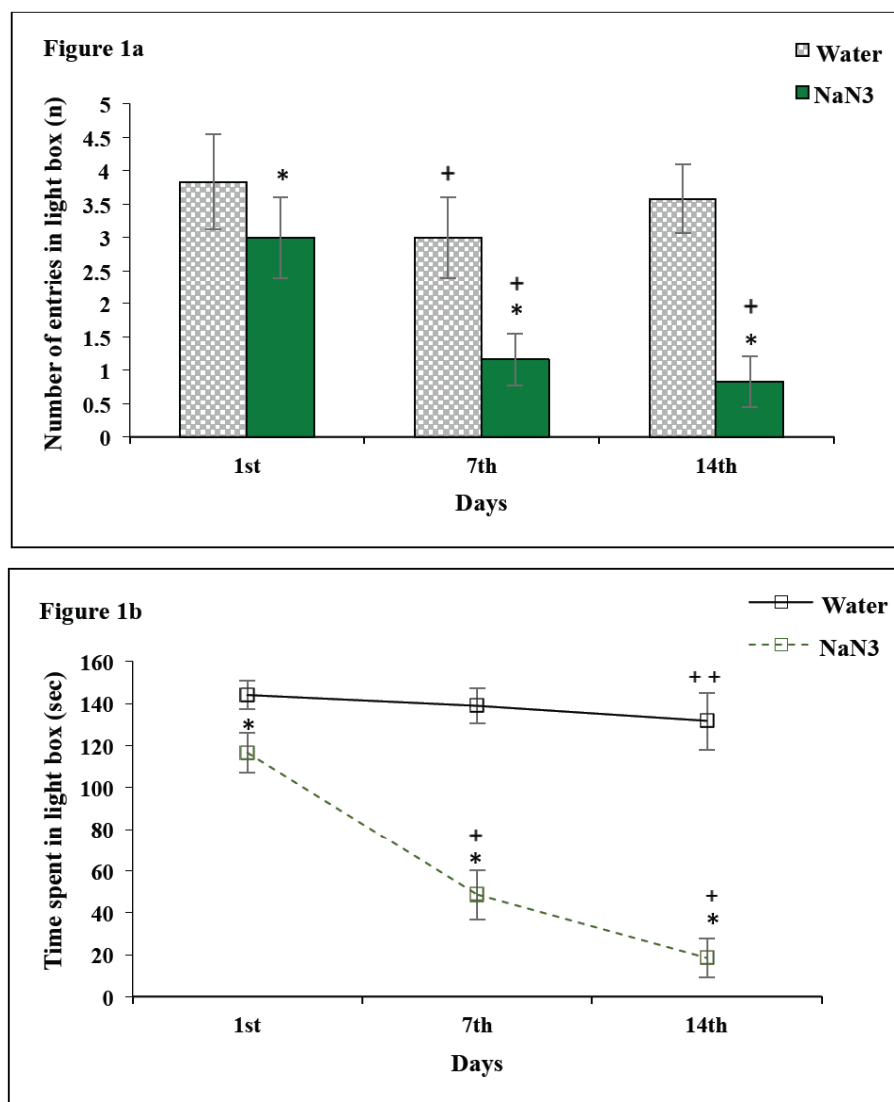 Figure 1a
Water
NaN3
Number of entries in light box (n)
5
4.5
4
3.5
3
2.5
2
1.5
1
0.5
0
*
+
+
*
+
*
1st 7th 14th
Days
Figure 1b
Water
NaN3
Time spent in light box (sec)
160
140
120
100
80
60
40
20
0
+ +
*
+
*
+
*
1st 7th 14th
Days